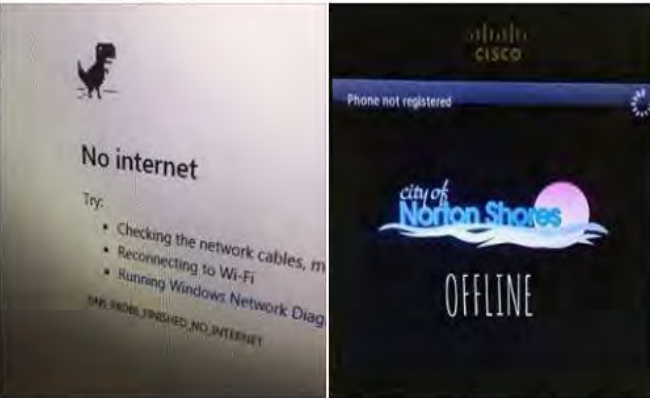 No internet
Try:
Checking the network cables, m
Reconnecting to Wi-Fi
Running Windows Network Diag
DNS_PROBE_FINISHED_NO_INTERNET
CISCO
Phone not registered
city of
Norton Shores
OFFLINE